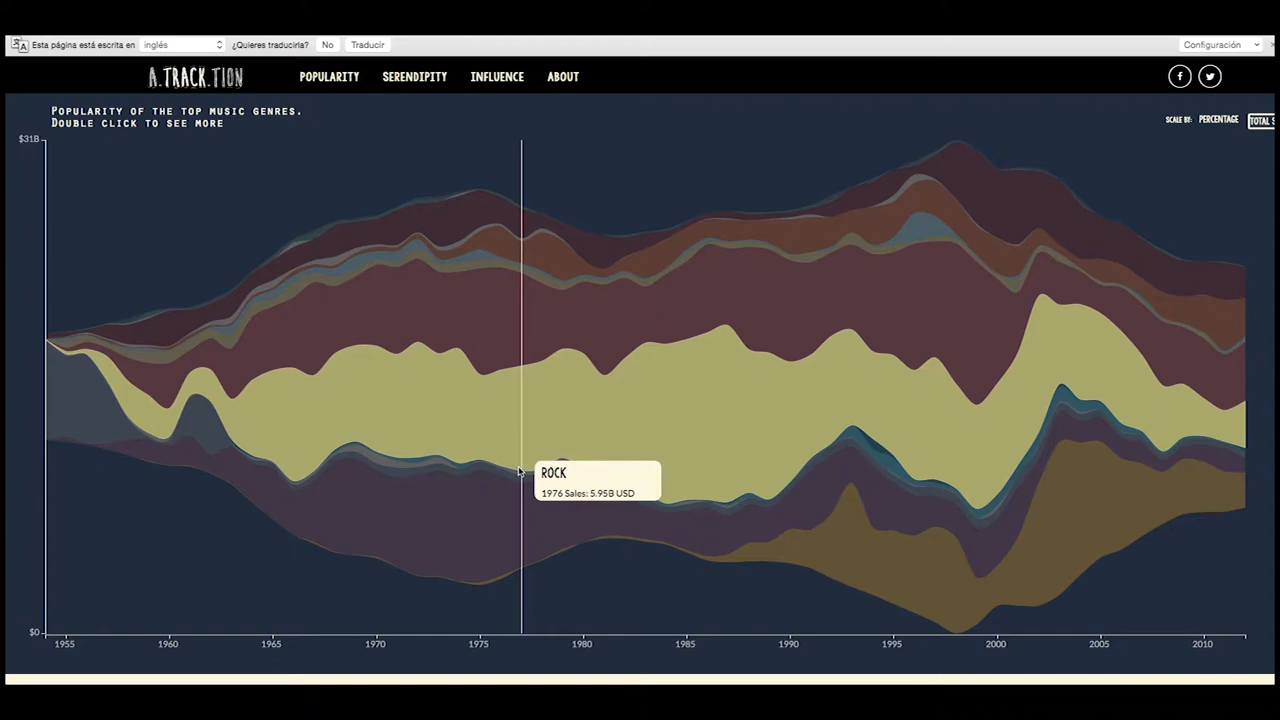 Esta página está escrita en inglés ¿Quieres traducirla? No Traducir Configuración
A.TRACK.TION POPULARITY SERENDIPITY INFLUENCE ABOUT
POPULARITY OF THE TOP MUSIC GENRES.
DOUBLE CLICK TO SEE MORE
SCALE BY: PERCENTAGE TOTAL S
$31B
ROCK
1976 Sales: 5.95B USD
$0
1955 1960 1965 1970 1975 1980 1985 1990 1995 2000 2005 2010